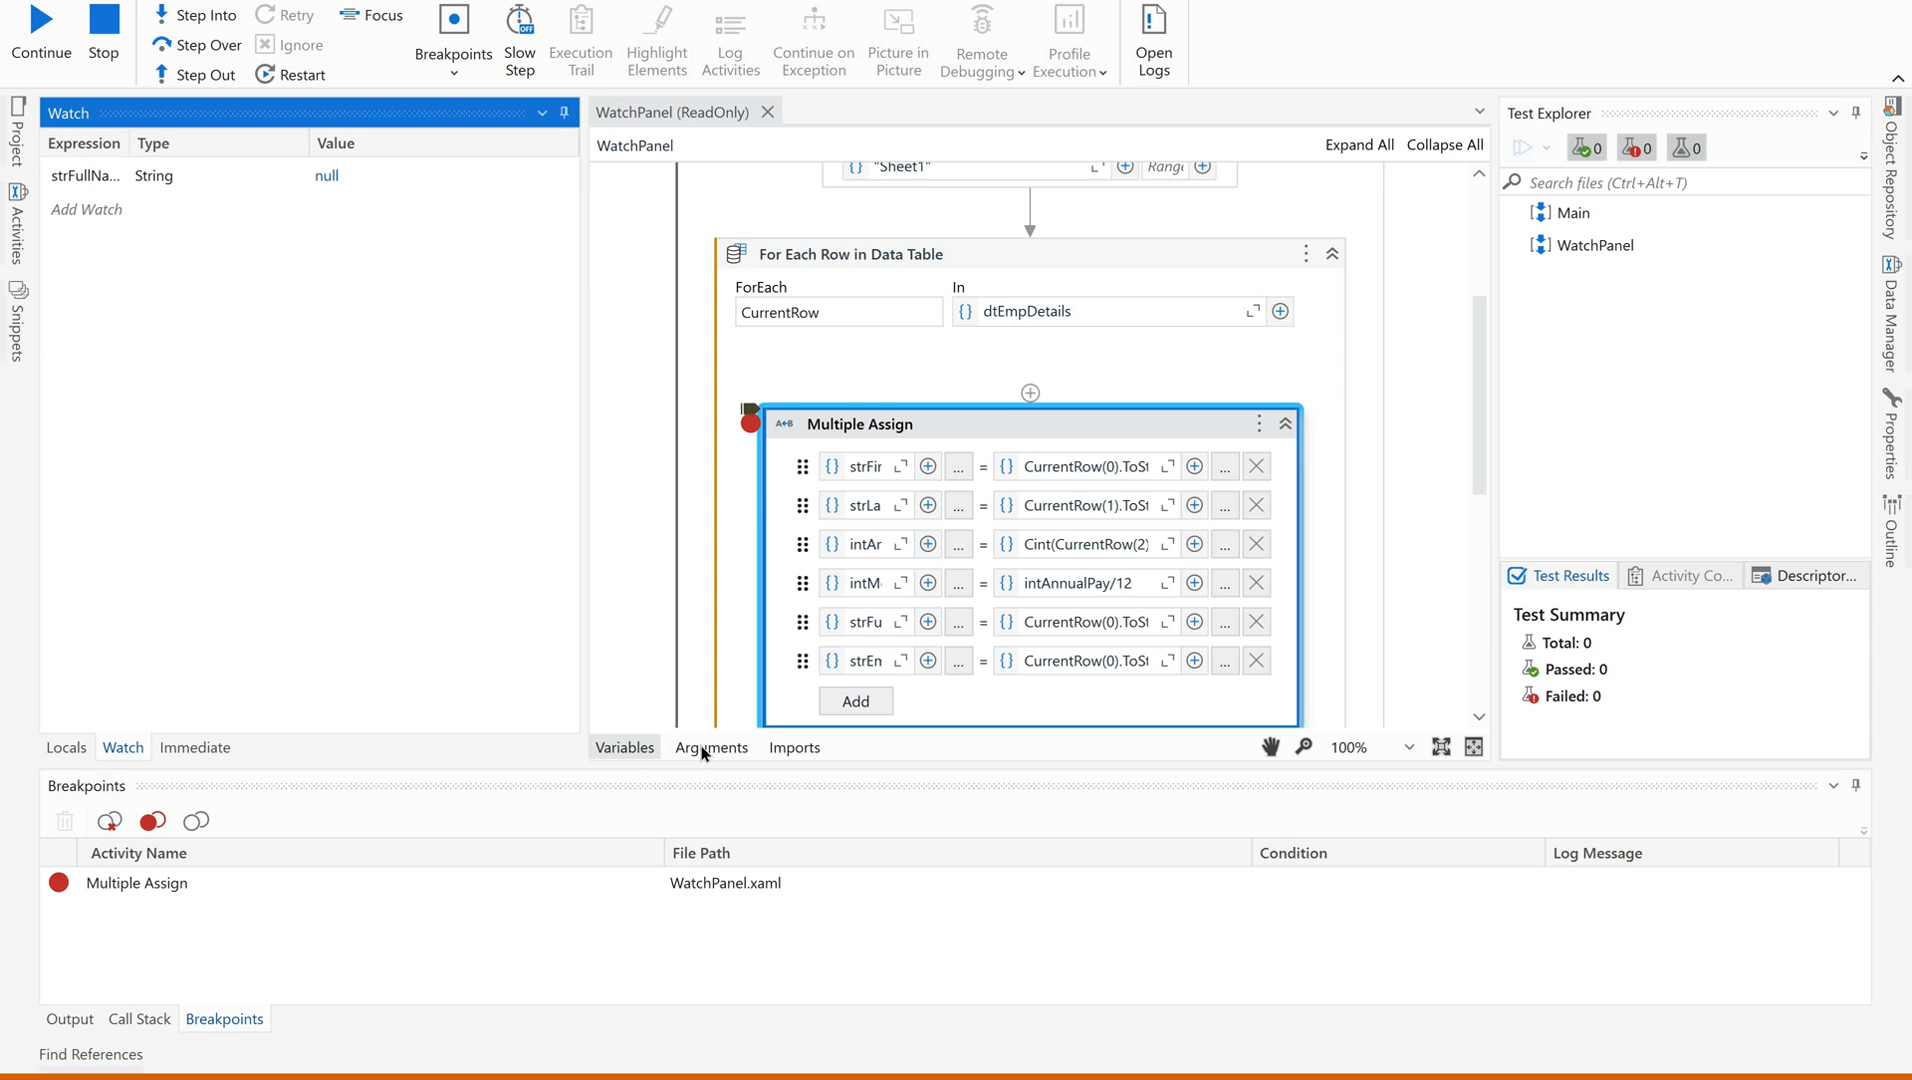 Continue
Stop
Step Into
Step Over
Step Out
Retry
Ignore
Restart
Focus
Breakpoints
Slow
Step
OFF
Execution
Trail
Highlight
Elements
Log
Activities
Continue on
Exception
Picture in
Picture
Remote
Debugging
Profile
Execution
Open
Logs
Project
Activities
Snippets
Watch
Expression Type Value
strFullNa... String null
Add Watch
Locals Watch Immediate
WatchPanel (ReadOnly)
WatchPanel
Expand All Collapse All
{} "Sheet1"
Range
For Each Row in Data Table
ForEach In
CurrentRow {} dtEmpDetails
A+B Multiple Assign
{} strFir ... = {} CurrentRow(0).ToSt ...
{} strLa ... = {} CurrentRow(1).ToSt ...
{} intAr ... = {} Cint(CurrentRow(2) ...
{} intM ... = {} intAnnualPay/12 ...
{} strFu ... = {} CurrentRow(0).ToSt ...
{} strEn ... = {} CurrentRow(0).ToSt ...
Add
Variables Arguments Imports
100%
Test Explorer
0 0 0
Search files (Ctrl+Alt+T)
Main
WatchPanel
Test Results Activity Co... Descriptor...
Test Summary
Total: 0
Passed: 0
Failed: 0
Object Repository
Data Manager
Properties
Outline
Breakpoints
Activity Name File Path Condition Log Message
Multiple Assign WatchPanel.xaml
Output Call Stack Breakpoints
Find References